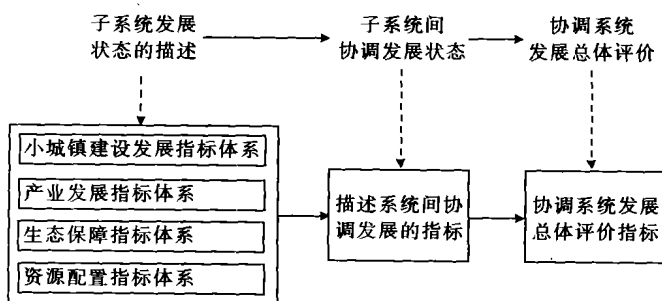 子系统发展
状态的描述
子系统间
协调发展状态
协调系统
发展总体评价
小城镇建设发展指标体系
产业发展指标体系
生态保障指标体系
资源配置指标体系
描述系统间协
调发展的指标
协调系统发展
总体评价指标